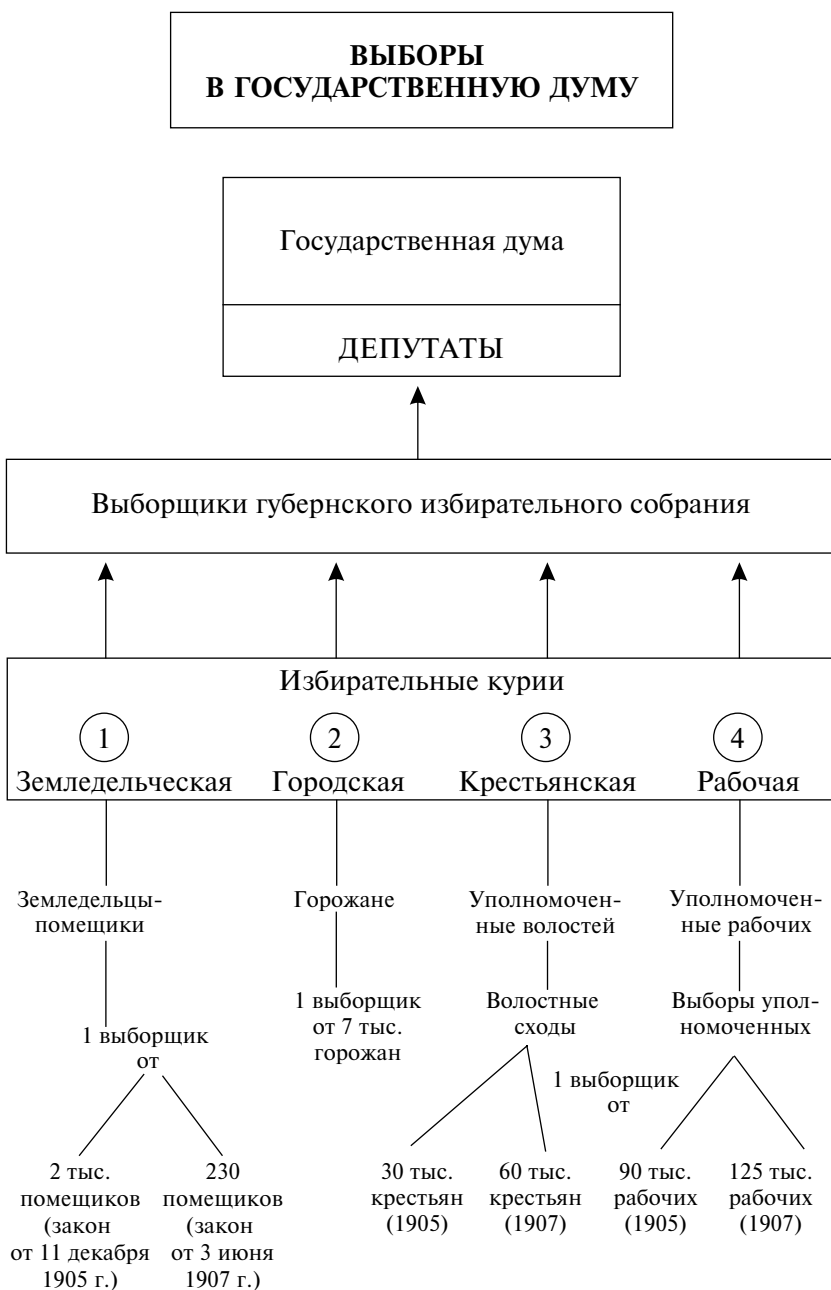 ВЫБОРЫ
В ГОСУДАРСТВЕННУЮ ДУМУ
Государственная дума
ДЕПУТАТЫ
Выборщики губернского избирательного собрания
Избирательные курии
1
Земледельческая
2
Городская
3
Крестьянская
4
Рабочая
Земледельцы-
помещики
1 выборщик
от
2 тыс.
помещиков
(закон
от 11 декабря
1905 г.)
230
помещиков
(закон
от 3 июня
1907 г.)
Горожане
1 выборщик
от 7 тыс.
горожан
Уполномочен-
ные волостей
Волостные
сходы
1 выборщик
от
30 тыс.
крестьян
(1905)
60 тыс.
крестьян
(1907)
Уполномочен-
ные рабочих
Выборы упол-
номоченных
90 тыс.
рабочих
(1905)
125 тыс.
рабочих
(1907)